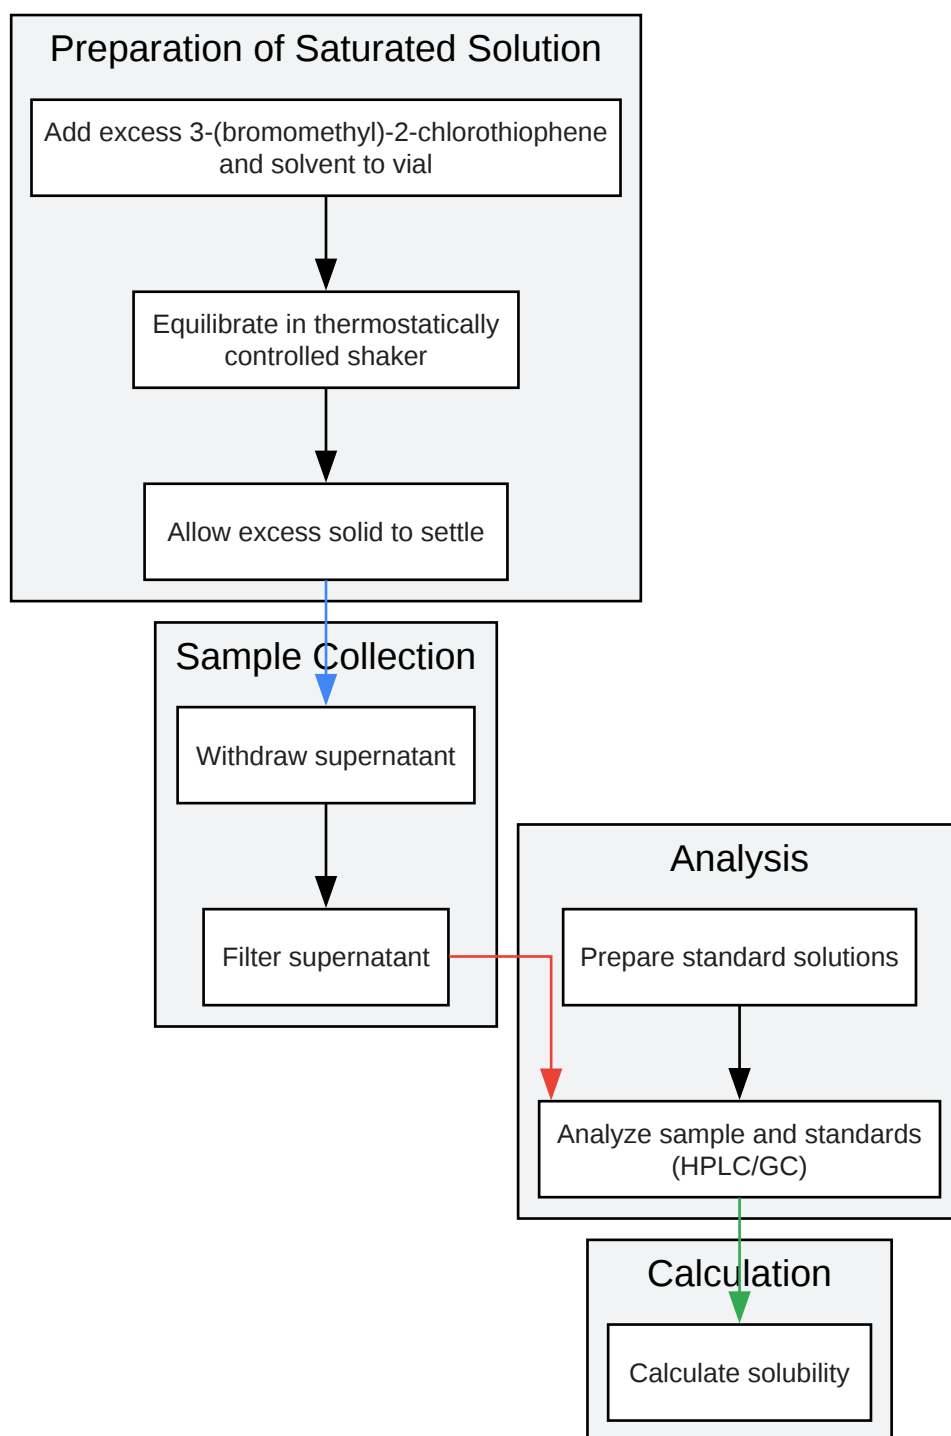 Preparation of Saturated Solution
Add excess 3-(bromomethyl)-2-chlorothiophene
and solvent to vial
Equilibrate in thermostatically
controlled shaker
Allow excess solid to settle
Sample Collection
Withdraw supernatant
Filter supernatant
Analysis
Prepare standard solutions
Analyze sample and standards
(HPLC/GC)
Calculation
Calculate solubility